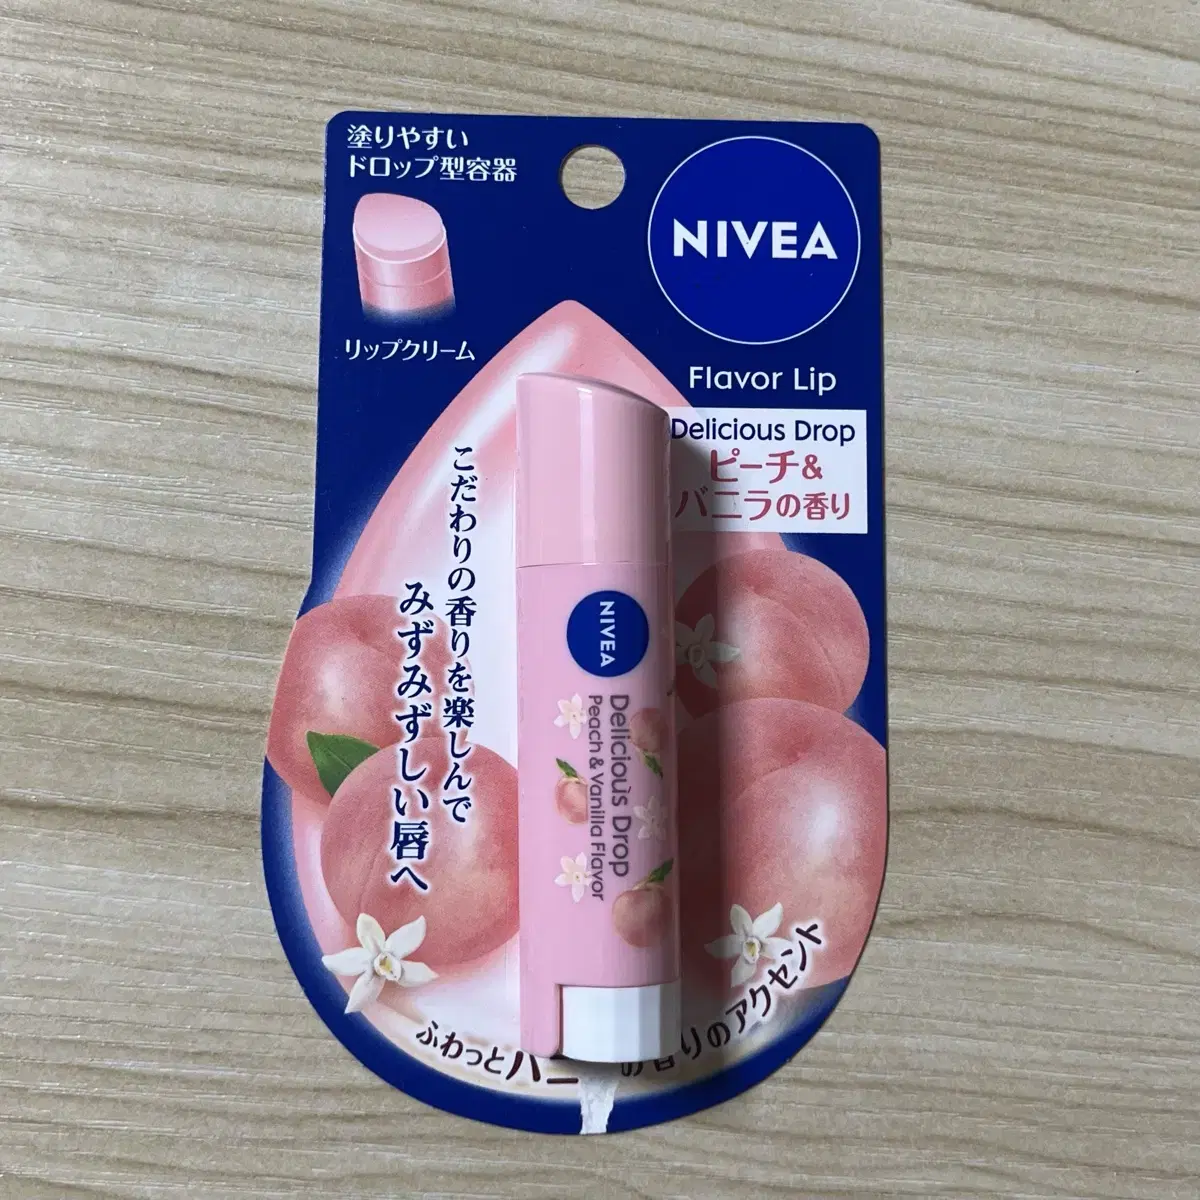 塗りやすい
ドロップ型容器
リップクリーム
NIVEA
Flavor Lip
Delicious Drop
ピーチ&
バニラの香り
こだわりの香りを楽しんで
みずみずしい唇へ
NIVEA
Delicious Drop
Peach & Vanilla Flavor
ふわっとバニ
の香りのアクセント